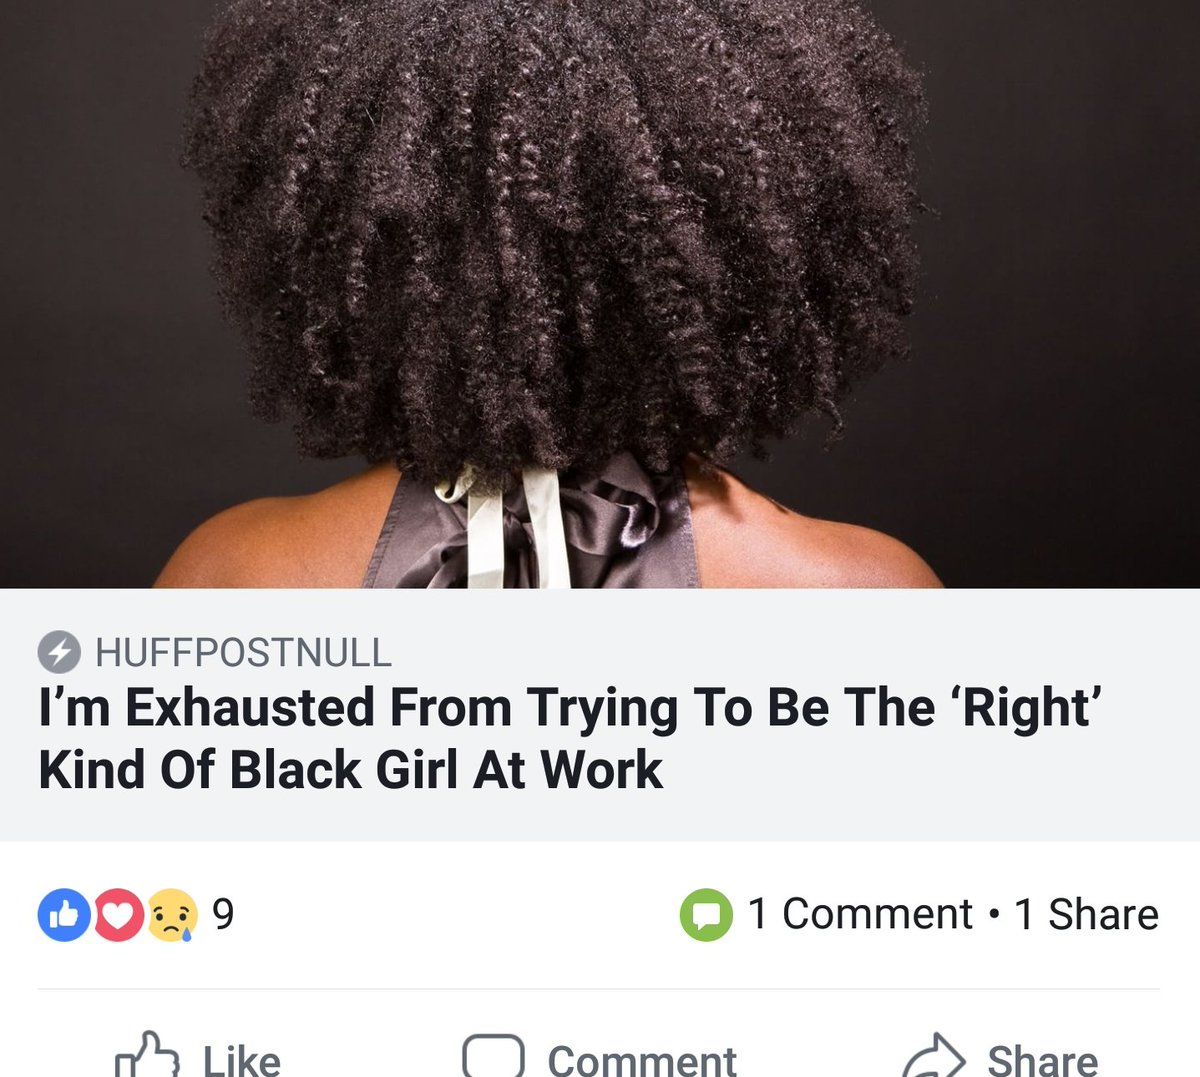 HUFFPOSTNULL
I’m Exhausted From Trying To Be The ‘Right’
Kind Of Black Girl At Work
9
1 Comment • 1 Share
Like
Comment
Share